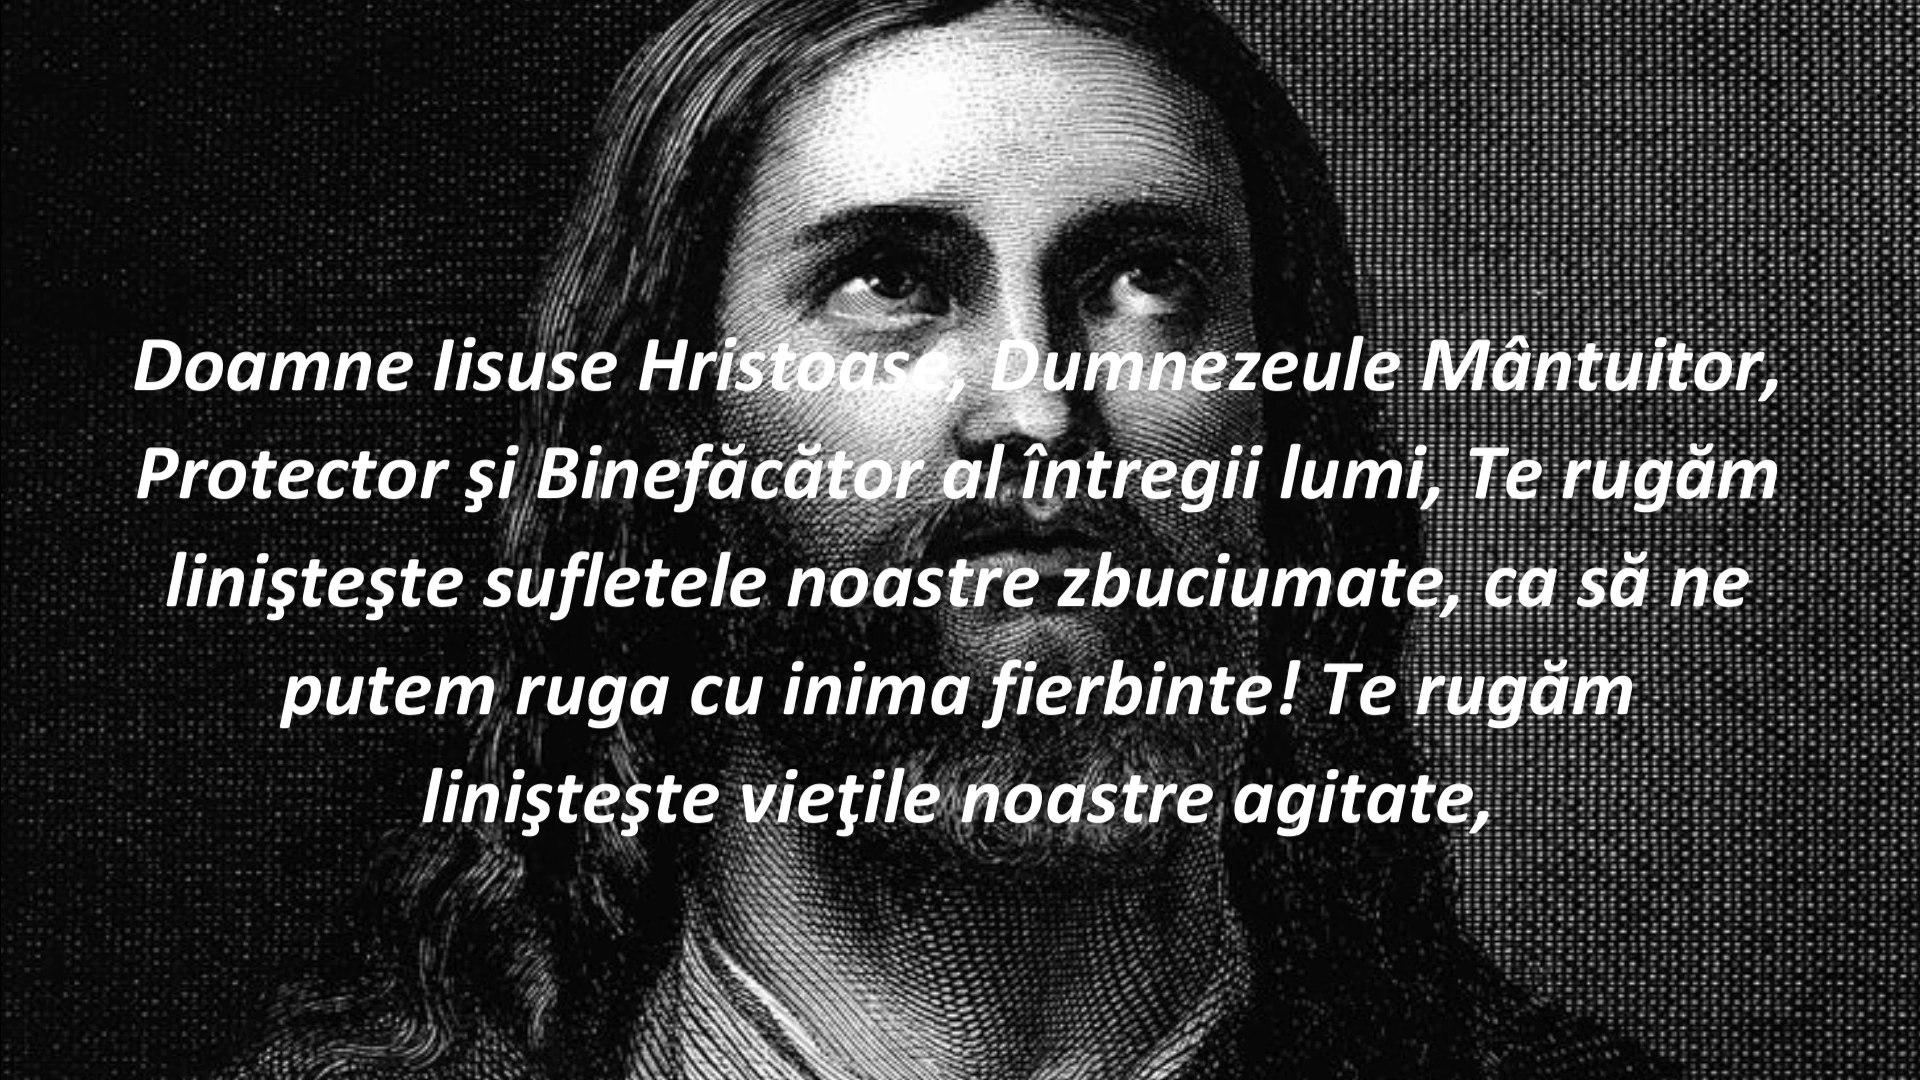 Doamne Iisuse Hristoase, Dumnezeule Mântuitor,
Protector şi Binefăcător al întregii lumi, Te rugăm
linişteşte sufletele noastre zbuciumate, ca să ne
putem ruga cu inima fierbinte! Te rugăm
linişteşte vieţile noastre agitate,